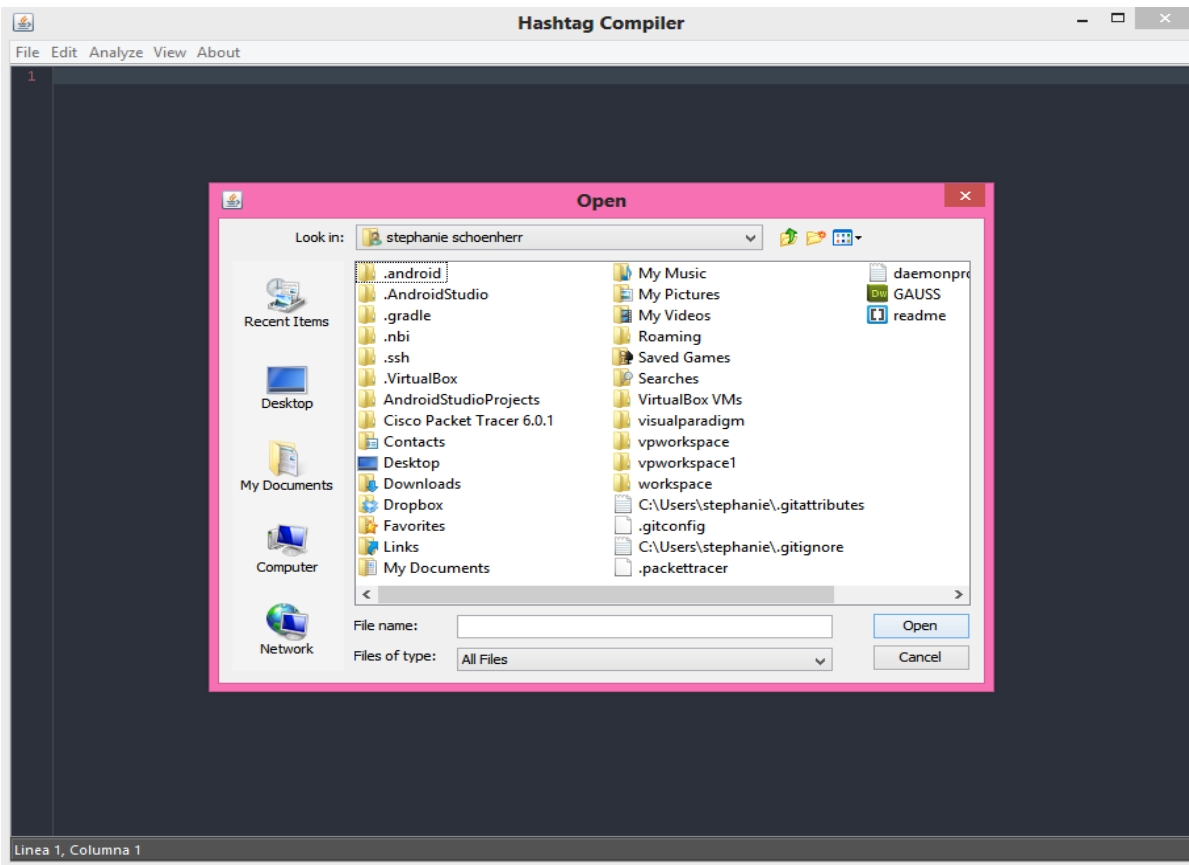 Hashtag Compiler
File Edit Analyze View About
1
Open
Look in: stephanie schoenherr
Recent Items
Desktop
My Documents
Computer
Network
.android
.AndroidStudio
.gradle
.nbi
.ssh
.VirtualBox
AndroidStudioProjects
Cisco Packet Tracer 6.0.1
Contacts
Desktop
Downloads
Dropbox
Favorites
Links
My Documents
My Music
My Pictures
My Videos
Roaming
Saved Games
Searches
VirtualBox VMs
visualparadigm
vpworkspace
vpworkspace1
workspace
C:\Users\stephanie\.gitattributes
.gitconfig
C:\Users\stephanie\.gitignore
.packettracer
daemonpro
Dw GAUSS
readme
File name:
Open
Files of type: All Files
Cancel
Linea 1, Columna 1